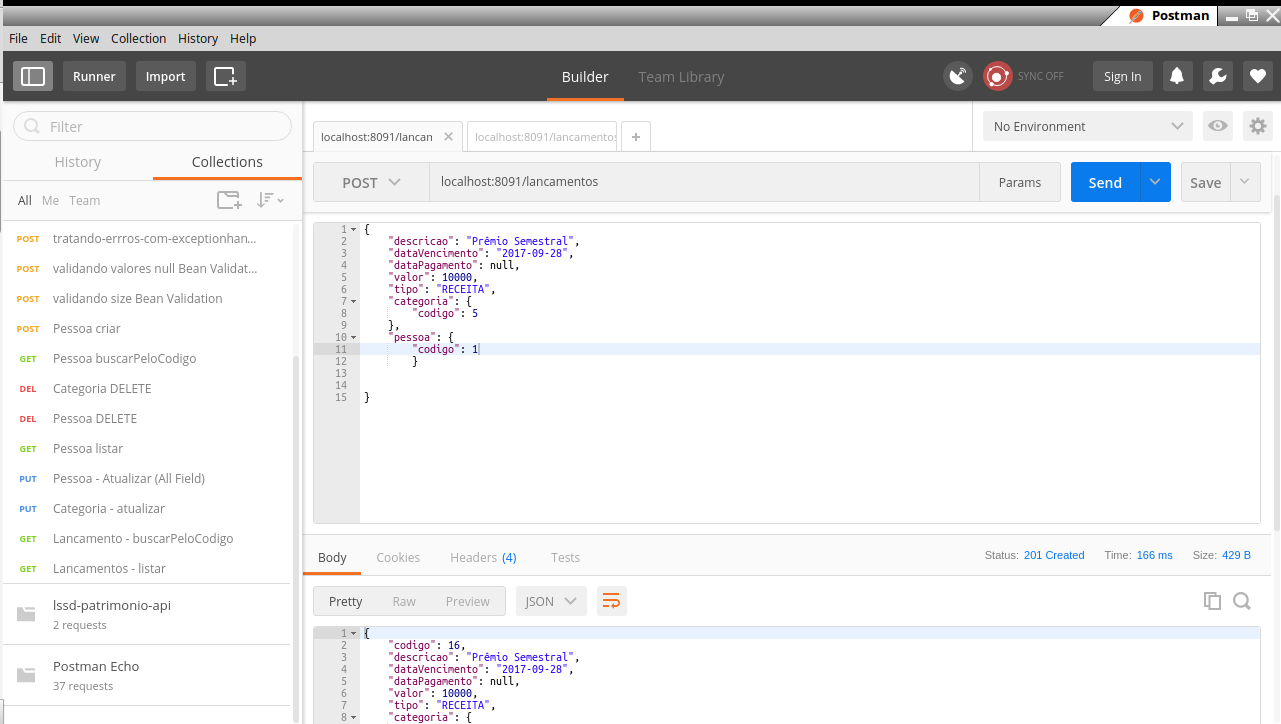 Postman
File Edit View Collection History Help
Runner Import Builder Team Library SYNC OFF Sign In
Filter
History Collections
All Me Team
POST tratando-errros-com-exceptionhan...
POST validando valores null Bean Validat...
POST validando size Bean Validation
POST Pessoa criar
GET Pessoa buscarPeloCodigo
DEL Categoria DELETE
DEL Pessoa DELETE
GET Pessoa listar
PUT Pessoa - Atualizar (All Field)
PUT Categoria - atualizar
GET Lancamento - buscarPeloCodigo
GET Lancamentos - listar
lssd-patrimonio-api
2 requests
Postman Echo
37 requests
localhost:8091/lancan localhost:8091/lancamentos + No Environment
POST localhost:8091/lancamentos Params Send Save
1 {
2 "descricao": "Prêmio Semestral",
3 "dataVencimento": "2017-09-28",
4 "dataPagamento": null,
5 "valor": 10000,
6 "tipo": "RECEITA",
7 "categoria": {
8 "codigo": 5
9 },
10 "pessoa": {
11 "codigo": 1
12 }
13
14
15 }
Body Cookies Headers (4) Tests Status: 201 Created Time: 166 ms Size: 429 B
Pretty Raw Preview JSON
1 {
2 "codigo": 16,
3 "descricao": "Prêmio Semestral",
4 "dataVencimento": "2017-09-28",
5 "dataPagamento": null,
6 "valor": 10000,
7 "tipo": "RECEITA",
8 "categoria": {